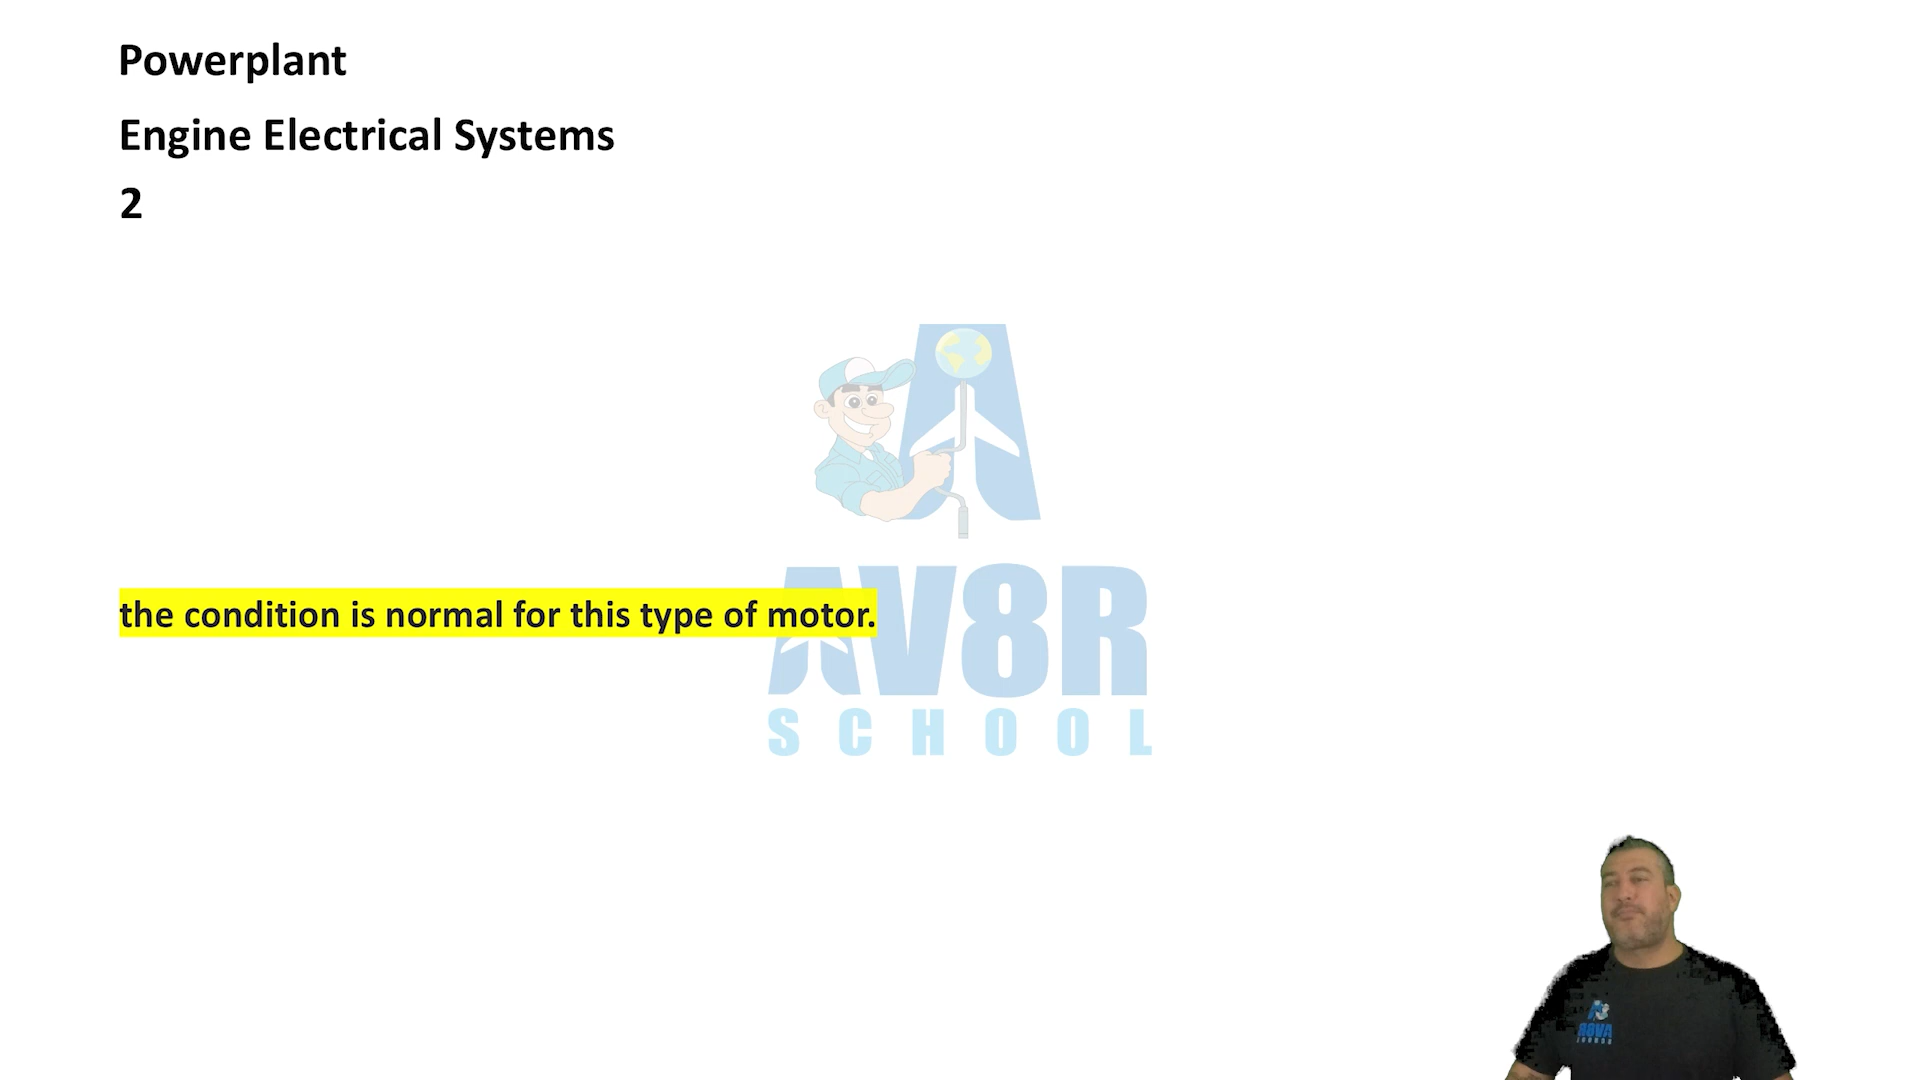 Powerplant
Engine Electrical Systems
2
the condition is normal for this type of motor.
AV8R
SCHOOL